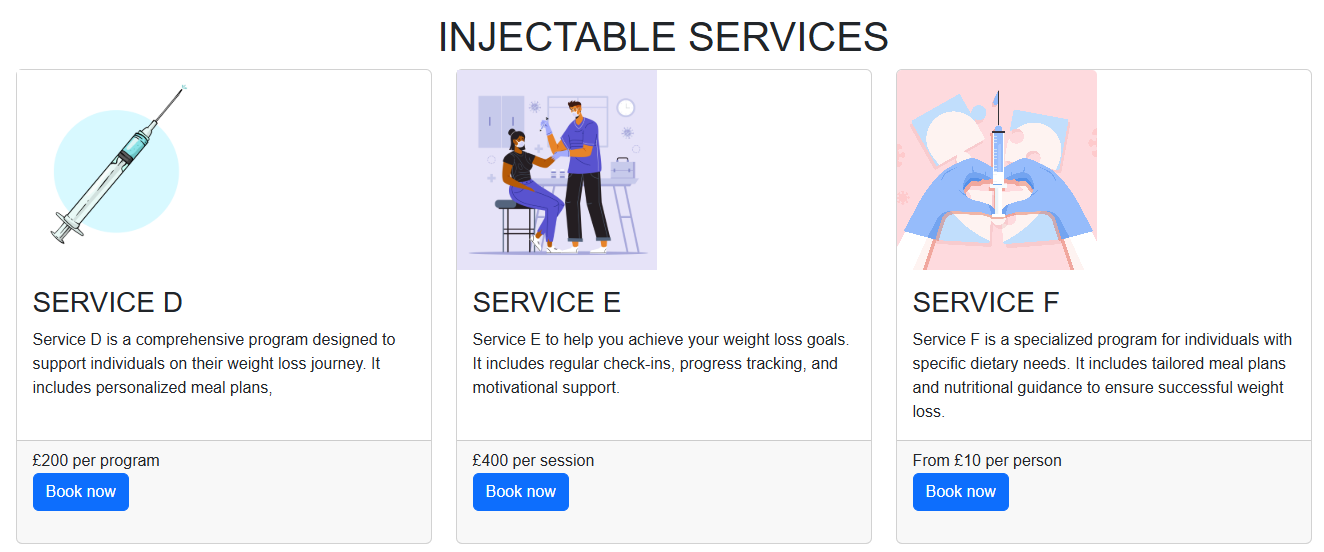 INJECTABLE SERVICES
SERVICE D
Service D is a comprehensive program designed to
support individuals on their weight loss journey. It
includes personalized meal plans,
£200 per program
Book now
SERVICE E
Service E to help you achieve your weight loss goals.
It includes regular check-ins, progress tracking, and
motivational support.
£400 per session
Book now
SERVICE F
Service F is a specialized program for individuals with
specific dietary needs. It includes tailored meal plans
and nutritional guidance to ensure successful weight
loss.
From £10 per person
Book now